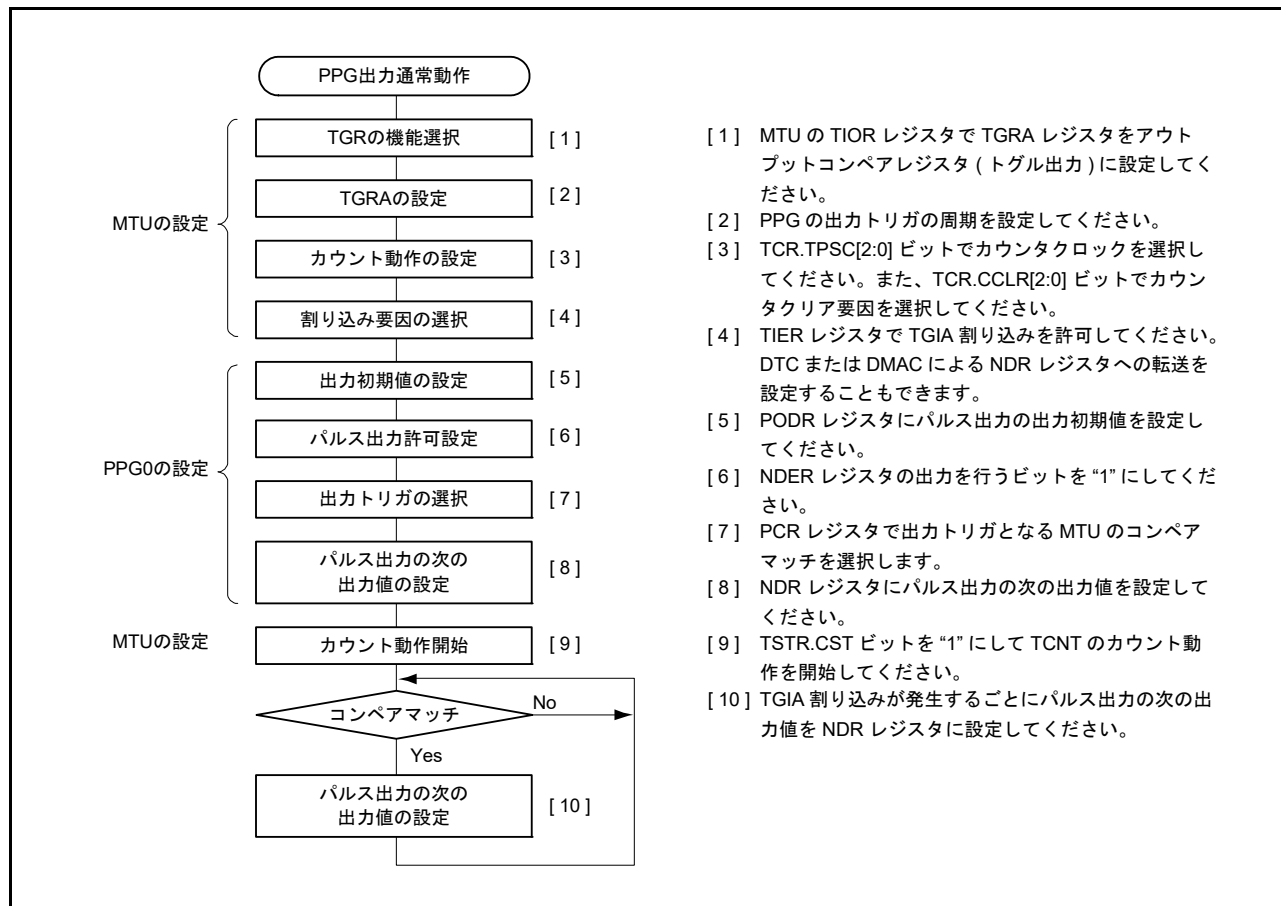 PPG出力通常動作
MTUの設定
TGRの機能選択 [ 1 ]
TGRAの設定 [ 2 ]
カウント動作の設定 [ 3 ]
割り込み要因の選択 [ 4 ]
PPG0の設定
出力初期値の設定 [ 5 ]
パルス出力許可設定 [ 6 ]
出力トリガの選択 [ 7 ]
パルス出力の次の
出力値の設定 [ 8 ]
MTUの設定
カウント動作開始 [ 9 ]
コンペアマッチ
No
Yes
パルス出力の次の
出力値の設定 [ 10 ]
[ 1 ] MTU の TIOR レジスタで TGRA レジスタをアウト
プットコンペアレジスタ ( トグル出力 ) に設定してく
ださい。
[ 2 ] PPG の出力トリガの周期を設定してください。
[ 3 ] TCR.TPSC[2:0] ビットでカウンタクロックを選択し
てください。また、TCR.CCLR[2:0] ビットでカウン
タクリア要因を選択してください。
[ 4 ] TIER レジスタで TGIA 割り込みを許可してください。
DTC または DMAC による NDR レジスタへの転送を
設定することもできます。
[ 5 ] PODR レジスタにパルス出力の出力初期値を設定し
てください。
[ 6 ] NDER レジスタの出力を行うビットを “1” にしてくだ
さい。
[ 7 ] PCR レジスタで出力トリガとなる MTU のコンペア
マッチを選択します。
[ 8 ] NDR レジスタにパルス出力の次の出力値を設定して
ください。
[ 9 ] TSTR.CST ビットを “1” にして TCNT のカウント動
作を開始してください。
[ 10 ] TGIA 割り込みが発生するごとにパルス出力の次の出
力値を NDR レジスタに設定してください。